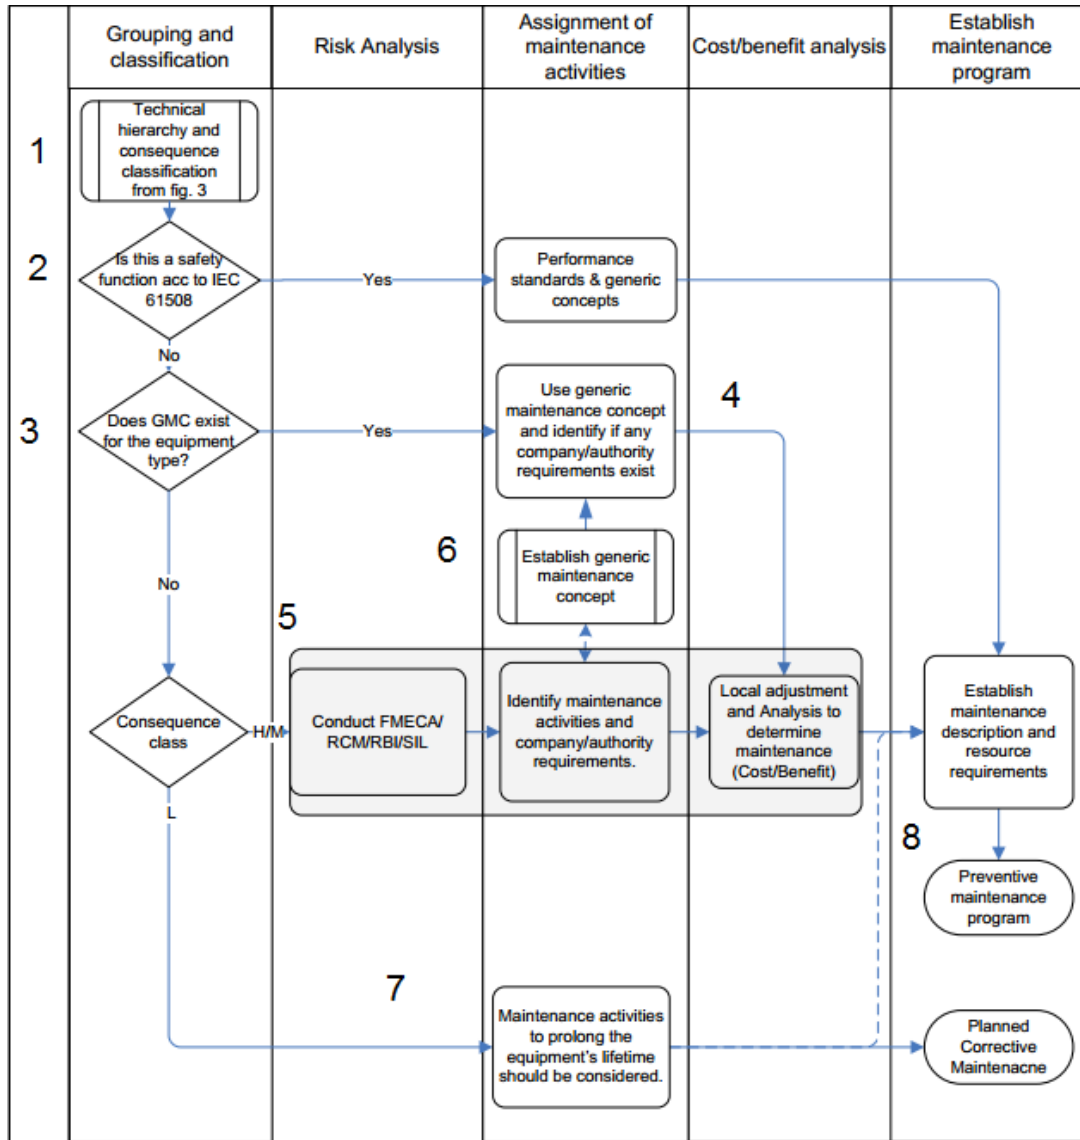 Grouping and
classification
Risk Analysis
Assignment of
maintenance
activities
Cost/benefit analysis
Establish
maintenance
program
1
Technical
hierarchy and
consequence
classification
from fig. 3
2
Is this a safety
function acc to IEC
61508
Yes
Performance
standards & generic
concepts
No
3
Does GMC exist
for the equipment
type?
Yes
Use generic
maintenance concept
and identify if any
company/authority
requirements exist
4
No
6
Establish generic
maintenance
concept
5
Consequence
class
H/M
Conduct FMECA/
RCM/RBI/SIL
Identify maintenance
activities and
company/authority
requirements.
Local adjustment
and Analysis to
determine
maintenance
(Cost/Benefit)
Establish
maintenance
description and
resource
requirements
L
8
Preventive
maintenance
program
7
Maintenance activities
to prolong the
equipment's lifetime
should be considered.
Planned
Corrective
Maintenacne